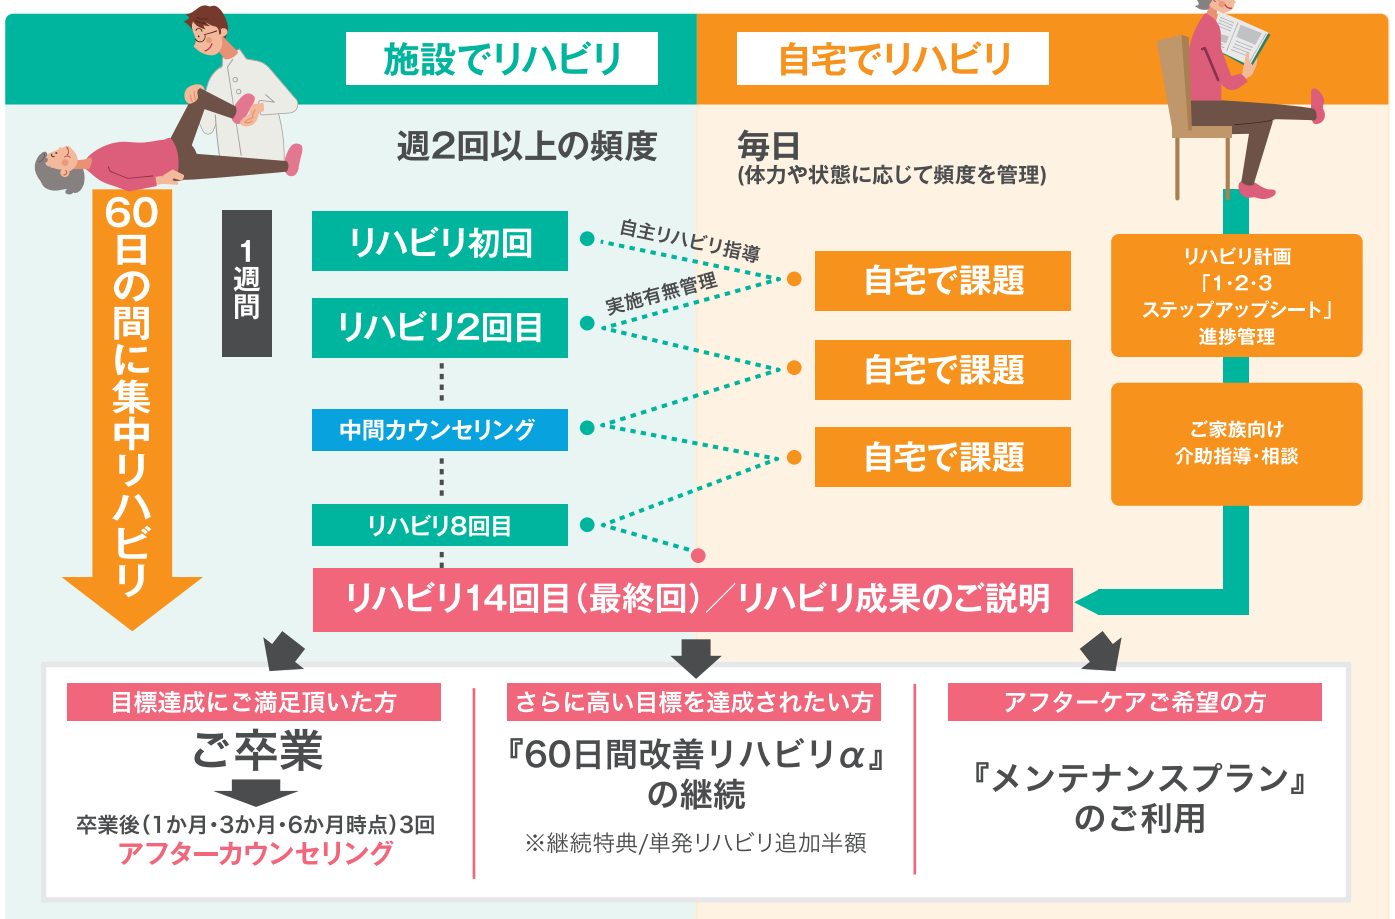 施設でリハビリ
自宅でリハビリ
週2回以上の頻度
毎日
(体力や状態に応じて頻度を管理)
60日の間に集中リハビリ
1週間
リハビリ初回
リハビリ2回目
中間カウンセリング
リハビリ8回目
自主リハビリ指導
実施有無管理
自宅で課題
自宅で課題
自宅で課題
リハビリ計画
「1・2・3
ステップアップシート」
進捗管理
ご家族向け
介助指導・相談
リハビリ14回目(最終回)／リハビリ成果のご説明
目標達成にご満足頂いた方
ご卒業
卒業後(1か月・3か月・6か月時点)3回
アフターカウンセリング
さらに高い目標を達成されたい方
『60日間改善リハビリα』
の継続
※継続特典/単発リハビリ追加半額
アフターケアご希望の方
『メンテナンスプラン』
のご利用